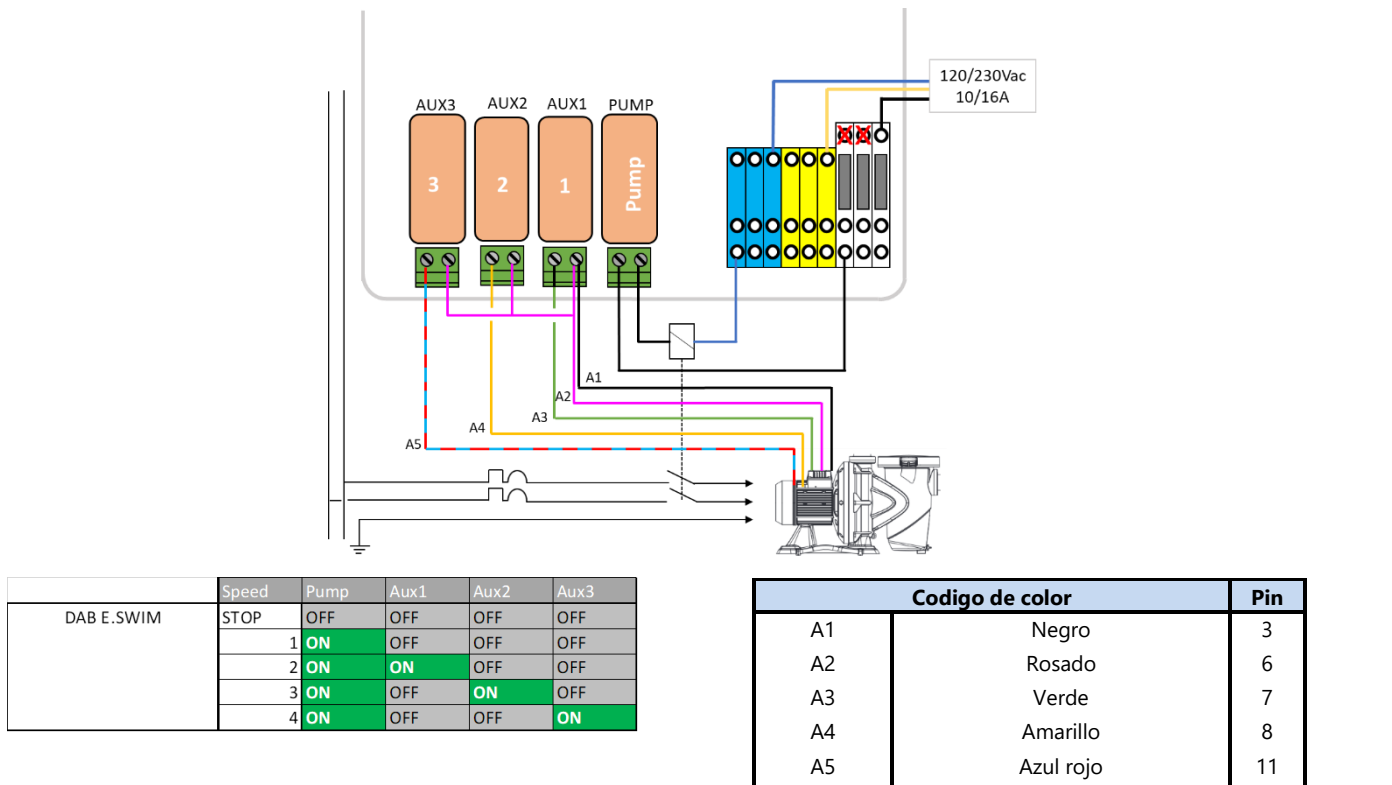 120/230Vac
10/16A
AUX3 AUX2 AUX1 PUMP
3 2 1 Pump
A1
A2
A3
A4
A5
Speed Pump Aux1 Aux2 Aux3
DAB E.SWIM STOP OFF OFF OFF OFF
1 ON OFF OFF OFF
2 ON ON OFF OFF
3 ON OFF ON OFF
4 ON OFF OFF ON
Codigo de color Pin
A1 Negro 3
A2 Rosado 6
A3 Verde 7
A4 Amarillo 8
A5 Azul rojo 11